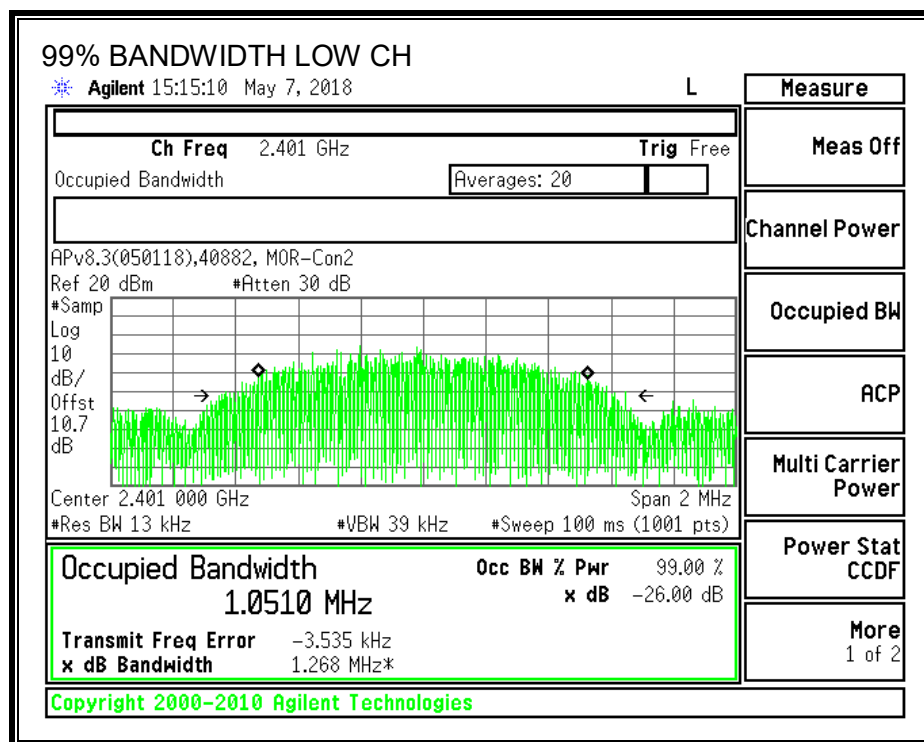 99% BANDWIDTH LOW CH
Agilent 15:15:10 May 7, 2018 L
Measure
Ch Freq 2.401 GHz Trig Free
Occupied Bandwidth Averages: 20
APv8.3(050118),40882, MOR-Con2
Ref 20 dBm #Atten 30 dB
#Samp
Log
10
dB/
Offst
10.7
dB
Center 2.401 000 GHz Span 2 MHz
#Res BW 13 kHz #VBW 39 kHz #Sweep 100 ms (1001 pts)
Occupied Bandwidth Occ BW % Pwr 99.00 %
1.0510 MHz x dB -26.00 dB
Transmit Freq Error -3.535 kHz
x dB Bandwidth 1.268 MHz*
Copyright 2000-2010 Agilent Technologies
Meas Off
Channel Power
Occupied BW
ACP
Multi Carrier
Power
Power Stat
CCDF
More
1 of 2